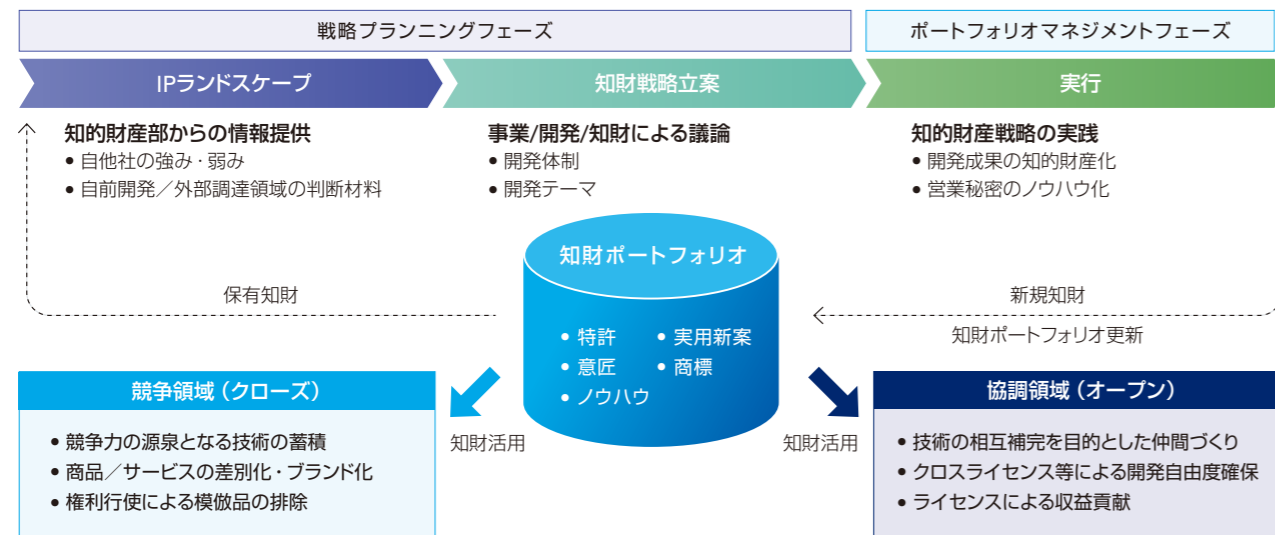 戦略プランニングフェーズ
ポートフォリオマネジメントフェーズ
IPランドスケープ
知財戦略立案
実行
知的財産部からの情報提供
• 自他社の強み・弱み
• 自前開発／外部調達領域の判断材料
事業/開発/知財による議論
• 開発体制
• 開発テーマ
知的財産戦略の実践
• 開発成果の知的財産化
• 営業秘密のノウハウ化
知財ポートフォリオ
• 特許
• 実用新案
• 意匠
• 商標
• ノウハウ
保有知財
新規知財
知財ポートフォリオ更新
競争領域（クローズ）
• 競争力の源泉となる技術の蓄積
• 商品／サービスの差別化・ブランド化
• 権利行使による模倣品の排除
知財活用
知財活用
協調領域（オープン）
• 技術の相互補完を目的とした仲間づくり
• クロスライセンス等による開発自由度確保
• ライセンスによる収益貢献